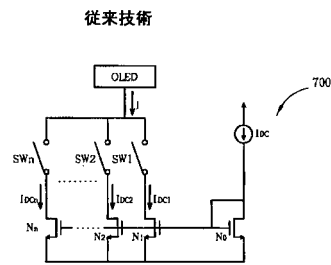 従来技術
OLED
I
IDC
700
SWn
SW2
SW1
IDCn
IDC2
IDC1
Nn
N2
N1
N0